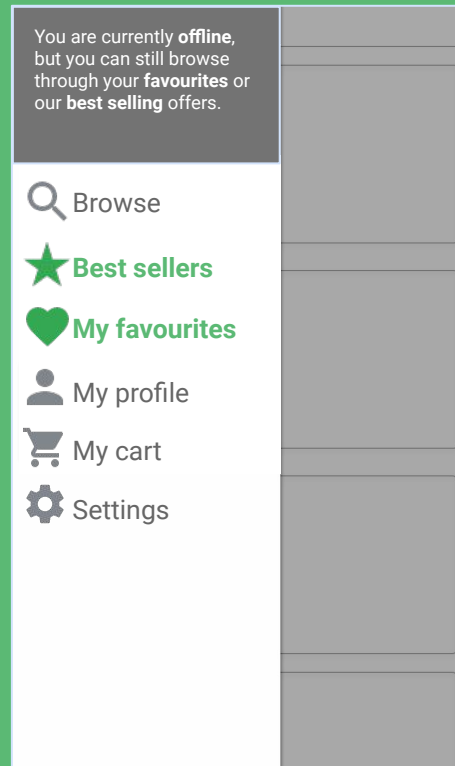 You are currently offline,
but you can still browse
through your favourites or
our best selling offers.
Browse
Best sellers
My favourites
My profile
My cart
Settings